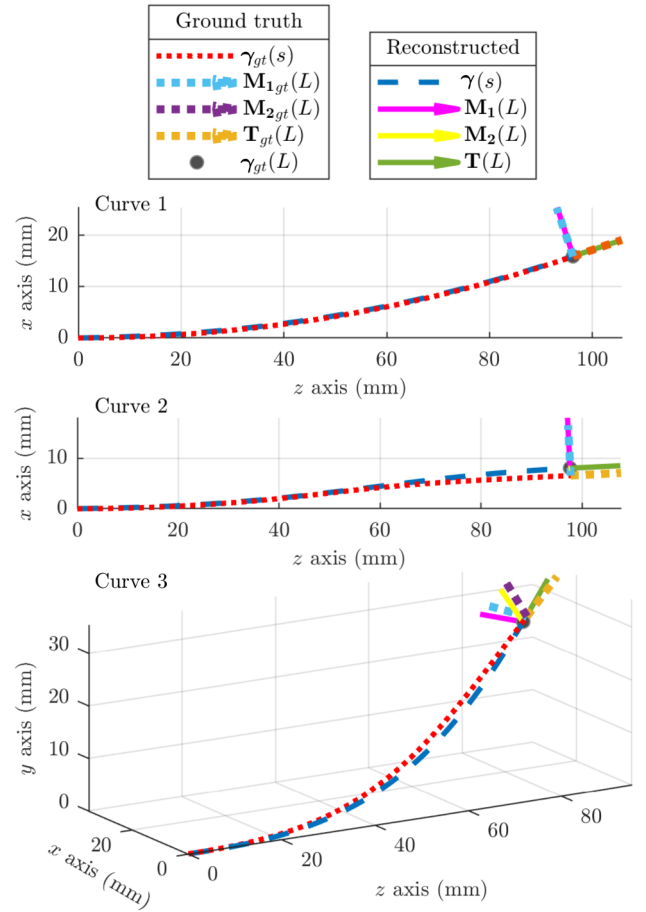 Ground truth
γgt(s)
M1gt(L)
M2gt(L)
Tgt(L)
γgt(L)
Reconstructed
γ(s)
M1(L)
M2(L)
T(L)
Curve 1
x axis (mm)
20
10
0
0 20 40 60 80 100
z axis (mm)
Curve 2
x axis (mm)
10
0
0 20 40 60 80 100
z axis (mm)
Curve 3
y axis (mm)
30
20
10
0
x axis (mm)
20
0
0 20 40 60 80
z axis (mm)